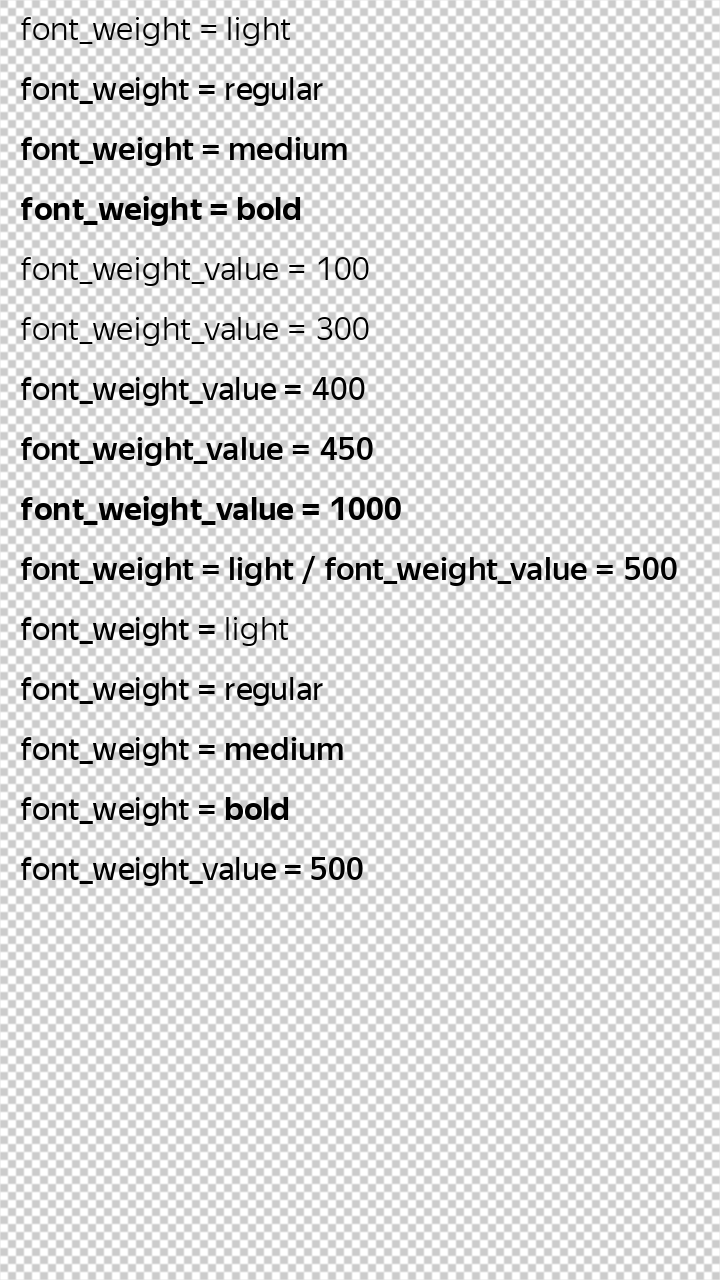 font_weight = light
font_weight = regular
font_weight = medium
font_weight = bold
font_weight_value = 100
font_weight_value = 300
font_weight_value = 400
font_weight_value = 450
font_weight_value = 1000
font_weight = light / font_weight_value = 500
font_weight = light
font_weight = regular
font_weight = medium
font_weight = bold
font_weight_value = 500